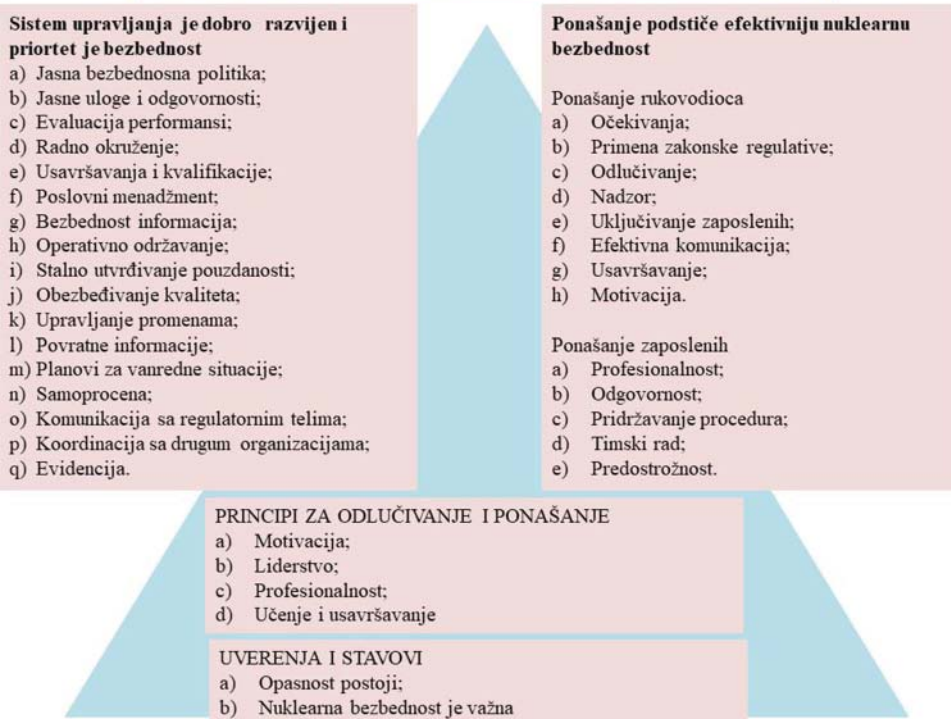 Sistem upravljanja je dobro razvijen i
priortet je bezbednost
a) Jasna bezbednosna politika;
b) Jasne uloge i odgovornosti;
c) Evaluacija performansi;
d) Radno okruženje;
e) Usavršavanja i kvalifikacije;
f) Poslovni menadžment;
g) Bezbednost informacija;
h) Operativno održavanje;
i) Stalno utvrđivanje pouzdanosti;
j) Obezbeđivanje kvaliteta;
k) Upravljanje promenama;
l) Povratne informacije;
m) Planovi za vanredne situacije;
n) Samoprocena;
o) Komunikacija sa regulatornim telima;
p) Koordinacija sa drugum organizacijama;
q) Evidencija.
Ponašanje podstiče efektivniju nuklearnu
bezbednost
Ponašanje rukovodioca
a) Očekivanja;
b) Primena zakonske regulative;
c) Odlučivanje;
d) Nadzor;
e) Uključivanje zaposlenih;
f) Efektivna komunikacija;
g) Usavršavanje;
h) Motivacija.
Ponašanje zaposlenih
a) Profesionalnost;
b) Odgovornost;
c) Pridržavanje procedura;
d) Timski rad;
e) Predostrožnost.
PRINCIPI ZA ODLUČIVANJE I PONAŠANJE
a) Motivacija;
b) Liderstvo;
c) Profesionalnost;
d) Učenje i usavršavanje
UVERENJA I STAVOVI
a) Opasnost postoji;
b) Nuklearna bezbednost je važna